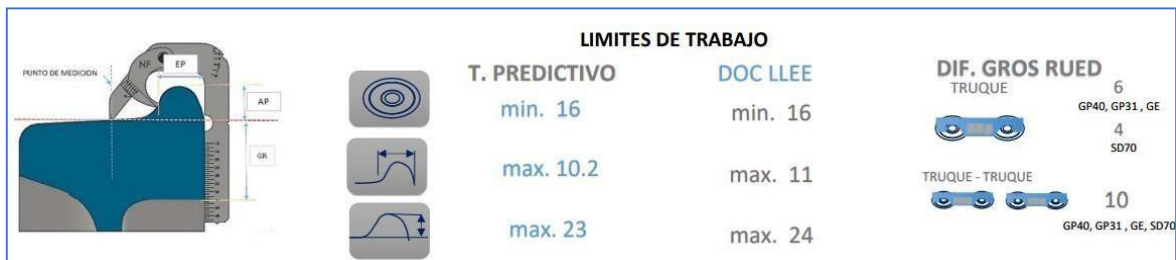 LIMITES DE TRABAJO
PUNTO DE MEDICION
NF
EP
AP
GR
T. PREDICTIVO
DOC LLEE
min. 16
min. 16
max. 10.2
max. 11
max. 23
max. 24
DIF. GROS RUED
TRUQUE
6
GP40, GP31 , GE
4
SD70
TRUQUE - TRUQUE
10
GP40, GP31 , GE, SD70